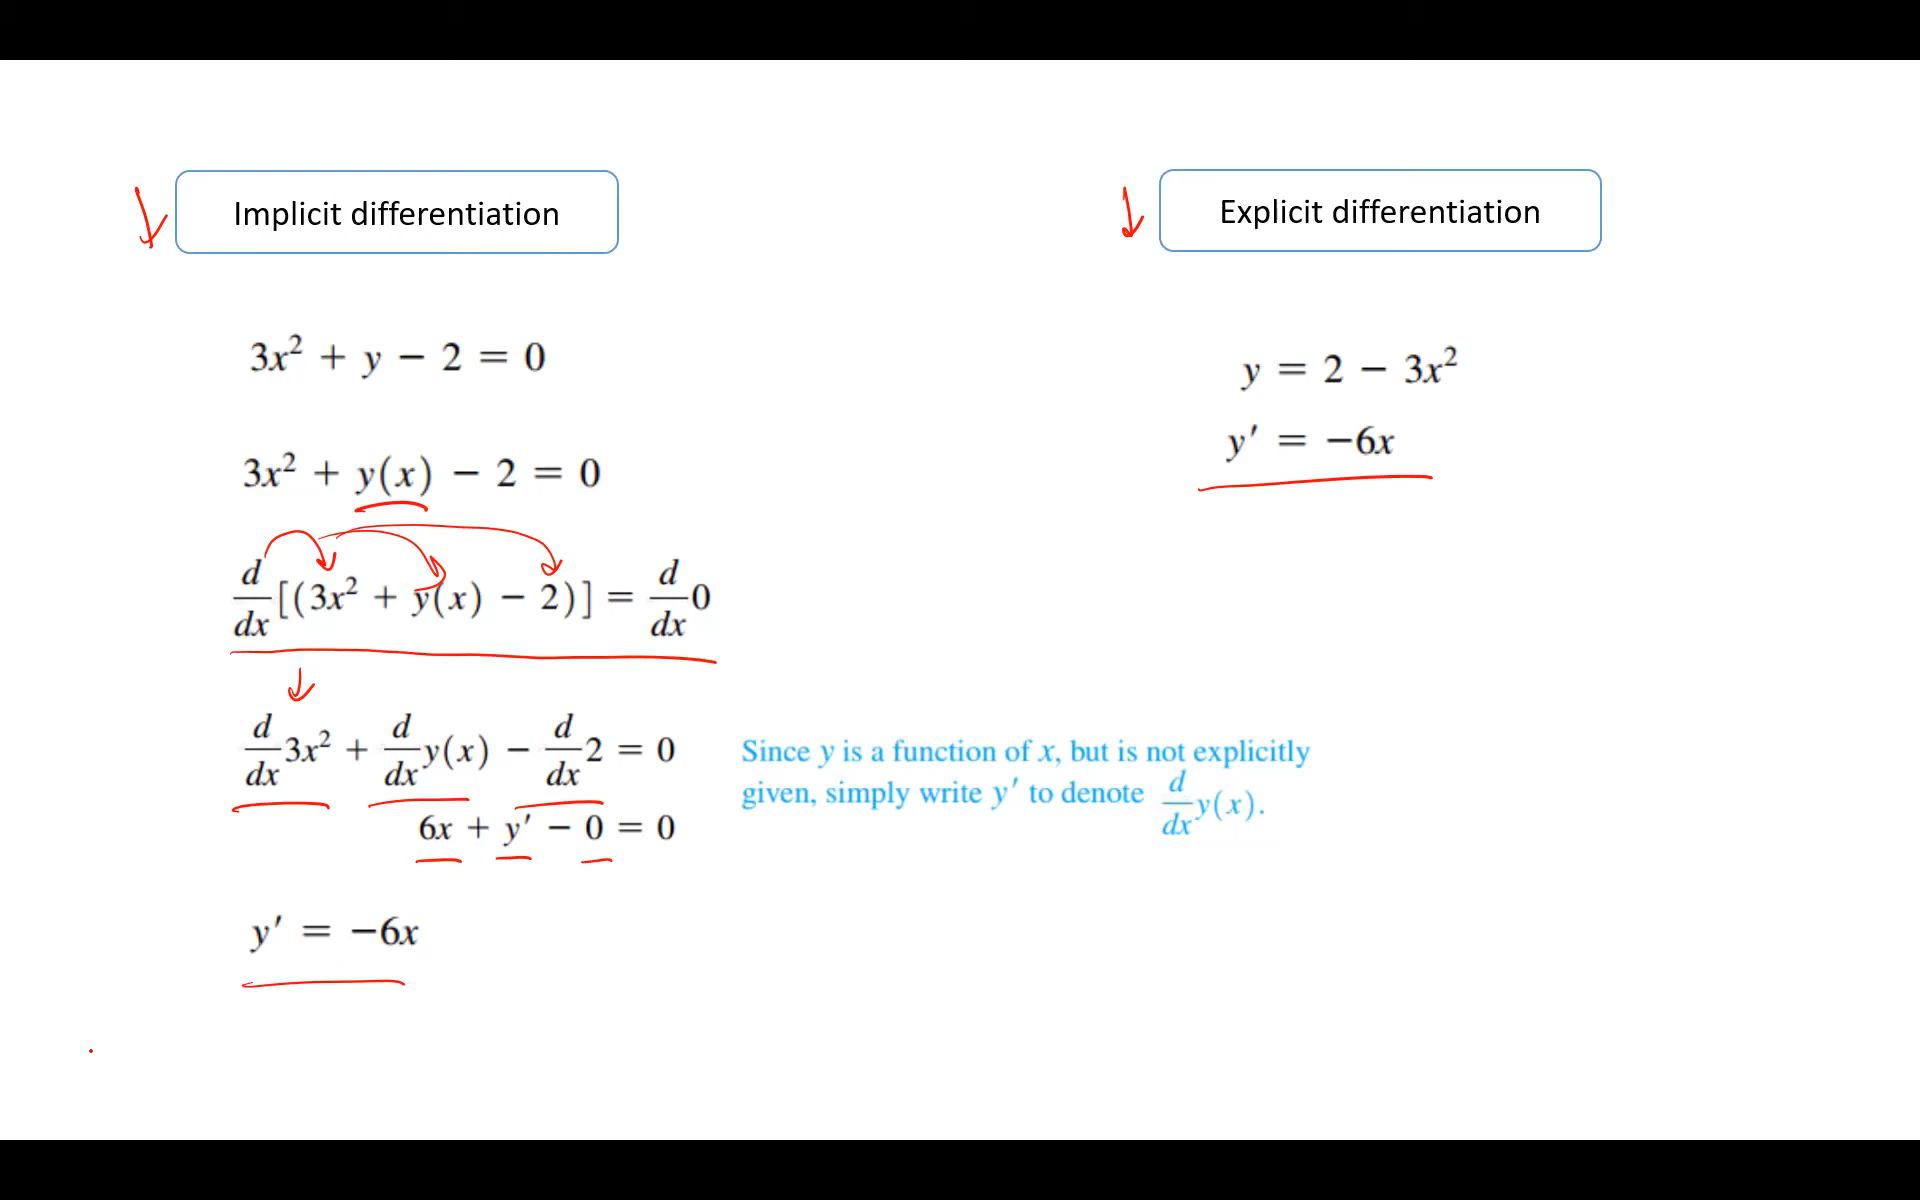 Implicit differentiation
3x² + y − 2 = 0
3x² + y(x) − 2 = 0
d/dx [(3x² + y(x) − 2)] = d/dx 0
d/dx 3x² + d/dx y(x) − d/dx 2 = 0
6x + y′ − 0 = 0
y′ = −6x
Since y is a function of x, but is not explicitly
given, simply write y′ to denote d/dx y(x).
Explicit differentiation
y = 2 − 3x²
y′ = −6x